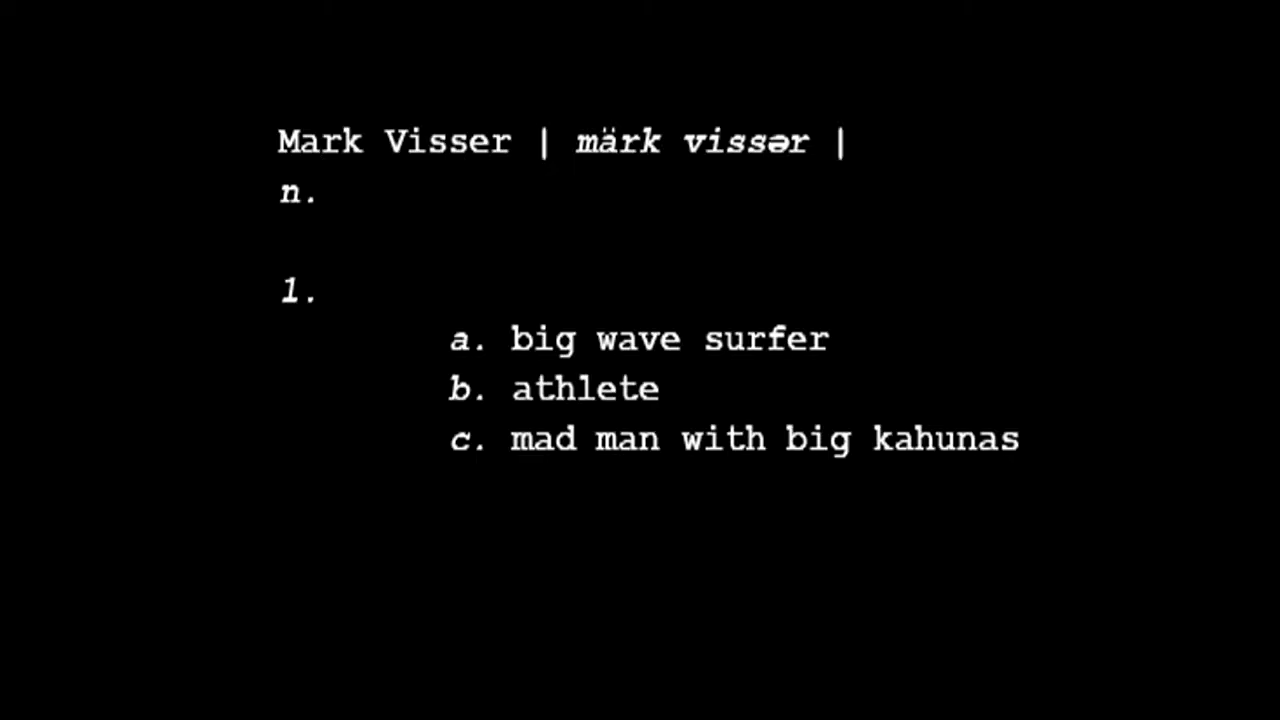 Mark Visser | märk vissər |
n.
1.
a. big wave surfer
b. athlete
c. mad man with big kahunas